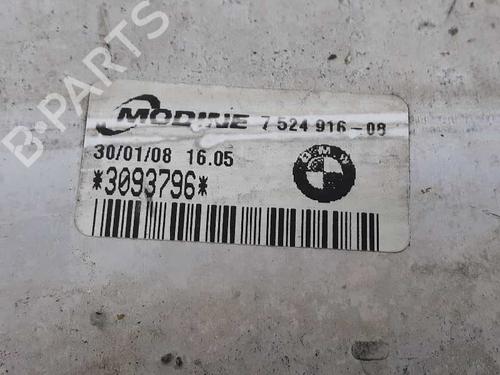 B-PARTS
MODINE 7 524 916-08
30/01/08 16.05
BMW
*3093796*